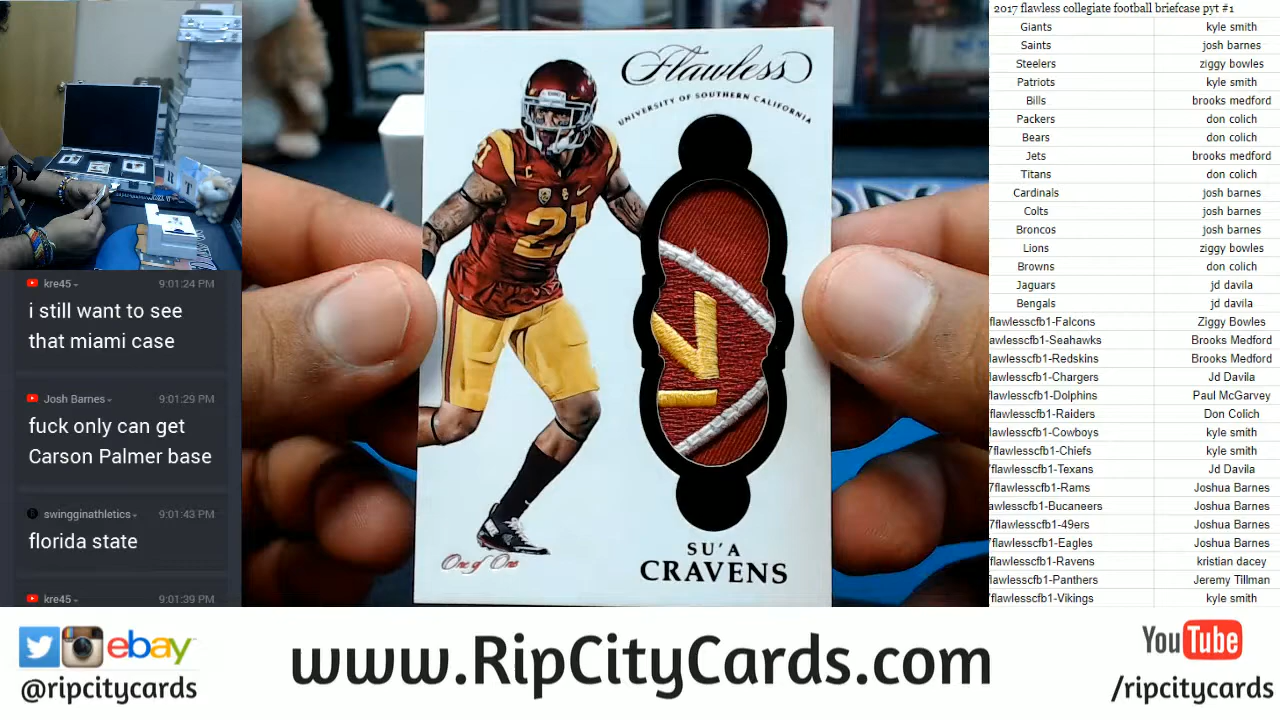 kre45
9:01:24 PM
i still want to see
that miami case
Josh Barnes
9:01:29 PM
fuck only can get
Carson Palmer base
swingginathletics
9:01:43 PM
florida state
kre45
9:01:39 PM
Flawless
UNIVERSITY OF SOUTHERN CALIFORNIA
21
C
21
V
One of One
SU'A
CRAVENS
R T
2017 flawless collegiate football briefcase pyt #1
Giants kyle smith
Saints josh barnes
Steelers ziggy bowles
Patriots kyle smith
Bills brooks medford
Packers don colich
Bears don colich
Jets brooks medford
Titans don colich
Cardinals josh barnes
Colts josh barnes
Broncos josh barnes
Lions ziggy bowles
Browns don colich
Jaguars jd davila
Bengals jd davila
flawlesscfb1-Falcons Ziggy Bowles
awlesscfb1-Seahawks Brooks Medford
awlesscfb1-Redskins Brooks Medford
lawlesscfb1-Chargers Jd Davila
lawlesscfb1-Dolphins Paul McGarvey
flawlesscfb1-Raiders Don Colich
lawlesscfb1-Cowboys kyle smith
7flawlesscfb1-Chiefs kyle smith
7flawlesscfb1-Texans Jd Davila
7flawlesscfb1-Rams Joshua Barnes
lawlesscfb1-Bucaneers Joshua Barnes
7flawlesscfb1-49ers Joshua Barnes
7flawlesscfb1-Eagles Joshua Barnes
flawlesscfb1-Ravens kristian dacey
lawlesscfb1-Panthers Jeremy Tillman
flawlesscfb1-Vikings kyle smith
ebay
@ripcitycards
www.RipCityCards.com
YouTube
/ripcitycards